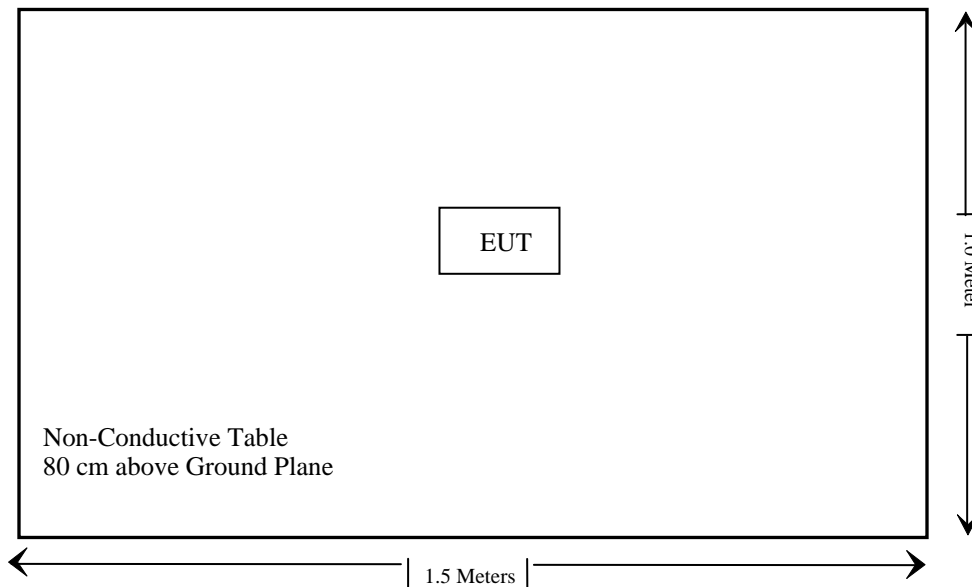 EUT
1.0 Meter
Non-Conductive Table
80 cm above Ground Plane
1.5 Meters